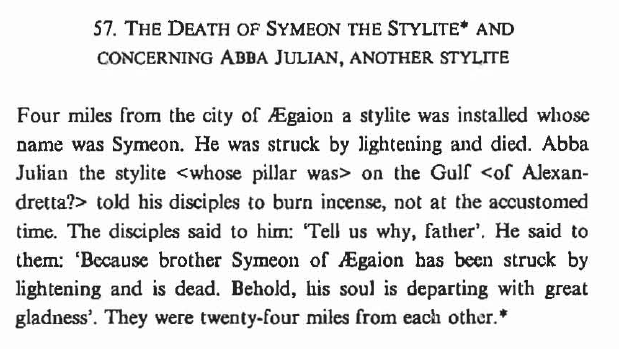 57. THE DEATH OF SYMEON THE STYLITE* AND
CONCERNING ABBA JULIAN, ANOTHER STYLITE
Four miles from the city of Ægaion a stylite was installed whose
name was Symeon. He was struck by lightening and died. Abba
Julian the stylite <whose pillar was> on the Gulf <of Alexan-
dretta?> told his disciples to burn incense, not at the accustomed
time. The disciples said to him: 'Tell us why, father'. He said to
them: 'Because brother Symeon of Ægaion has been struck by
lightening and is dead. Behold, his soul is departing with great
gladness'. They were twenty-four miles from each other.*